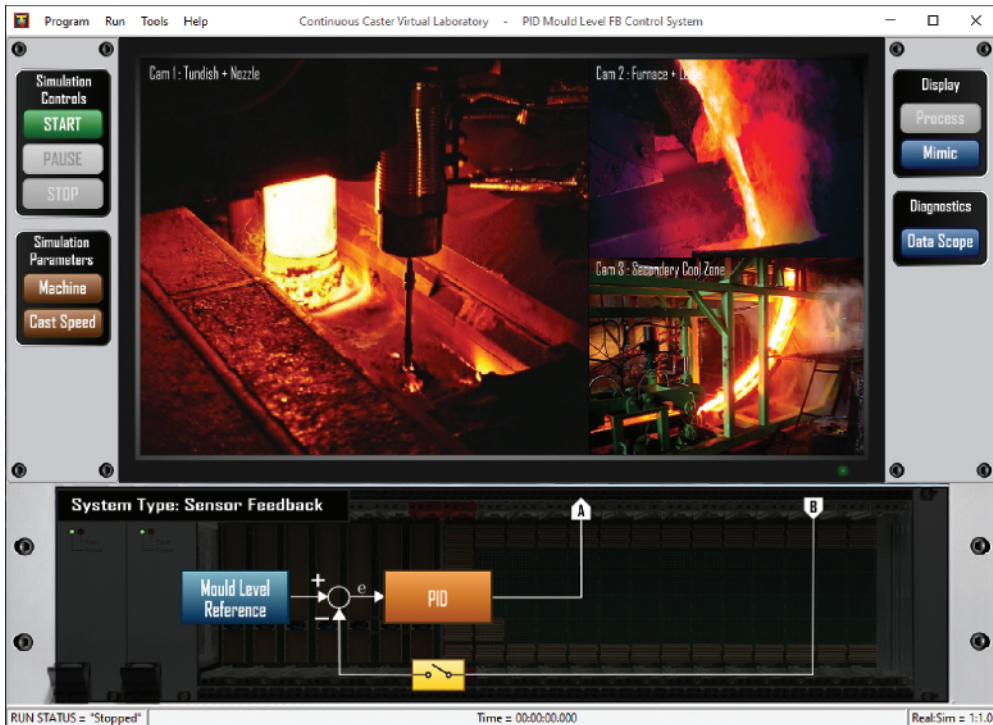 Program Run Tools Help
Continuous Caster Virtual Laboratory - PID Mould Level FB Control System
Simulation
Controls
START
PAUSE
STOP
Simulation
Parameters
Machine
Cast Speed
Cam 1 : Tundish + Nozzle
Cam 2 : Furnace + Ladle
Cam 3 : Secondary Cool Zone
Display
Process
Mimic
Diagnostics
Data Scope
System Type: Sensor Feedback
A
B
Mould Level
Reference
+
−
e
PID
RUN STATUS = "Stopped"
Time = 00:00:00.000
Real:Sim = 1:1.0